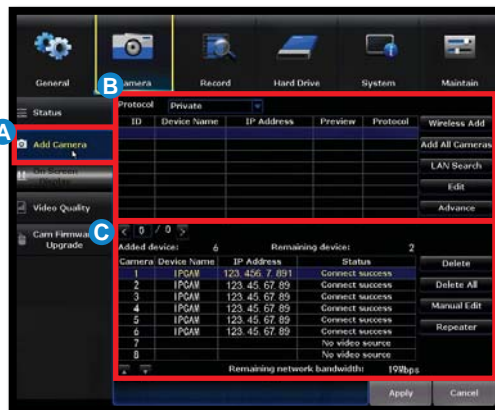 General Camera Record Hard Drive System Maintain
B
Status
Protocol Private
ID Device Name IP Address Preview Protocol
Wireless Add
A
Add Camera
Add All Cameras
LAN Search
On Screen
Edit
Video Quality
Advance
C
Cam Firmware
Upgrade
< 0 / 0 >
Added device: 6 Remaining device: 2
Camera Device Name IP Address Status
Delete
1 IPCAM 123. 456. 7. 891 Connect success
2 IPCAM 123. 45. 67. 89 Connect success
Delete All
3 IPCAM 123. 45. 67. 89 Connect success
4 IPCAM 123. 45. 67. 89 Connect success
Manual Edit
5 IPCAM 123. 45. 67. 89 Connect success
6 IPCAM 123. 45. 67. 89 Connect success
Repeater
7 No video source
8 No video source
Remaining network bandwidth: 19Mbps
Apply Cancel